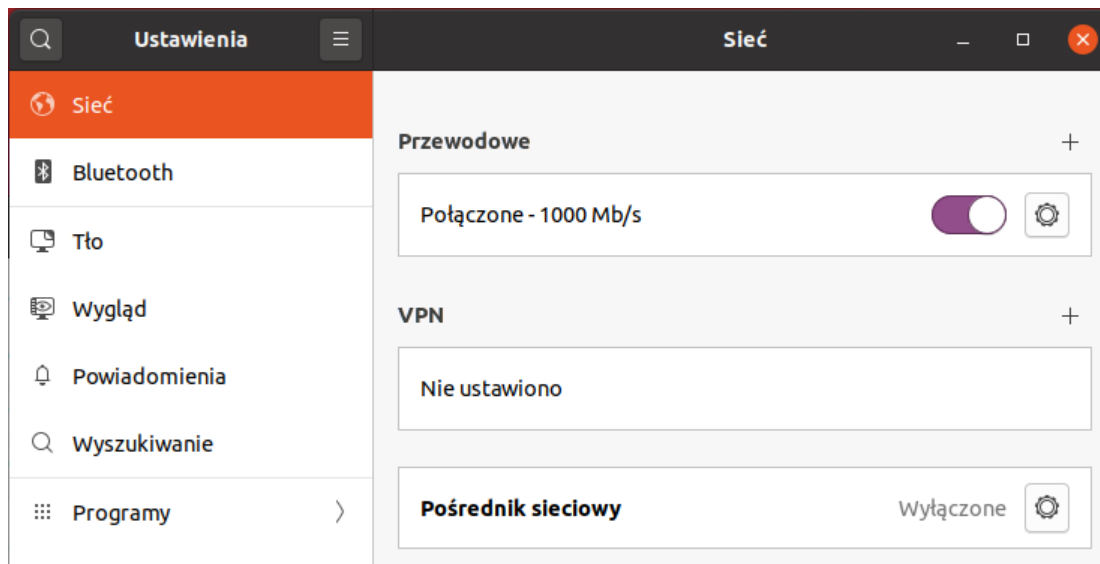 Ustawienia
Sieć
Sieć
Bluetooth
Tło
Wygląd
Powiadomienia
Wyszukiwanie
Programy
Przewodowe
Połączone - 1000 Mb/s
VPN
Nie ustawiono
Pośrednik sieciowy Wyłączone